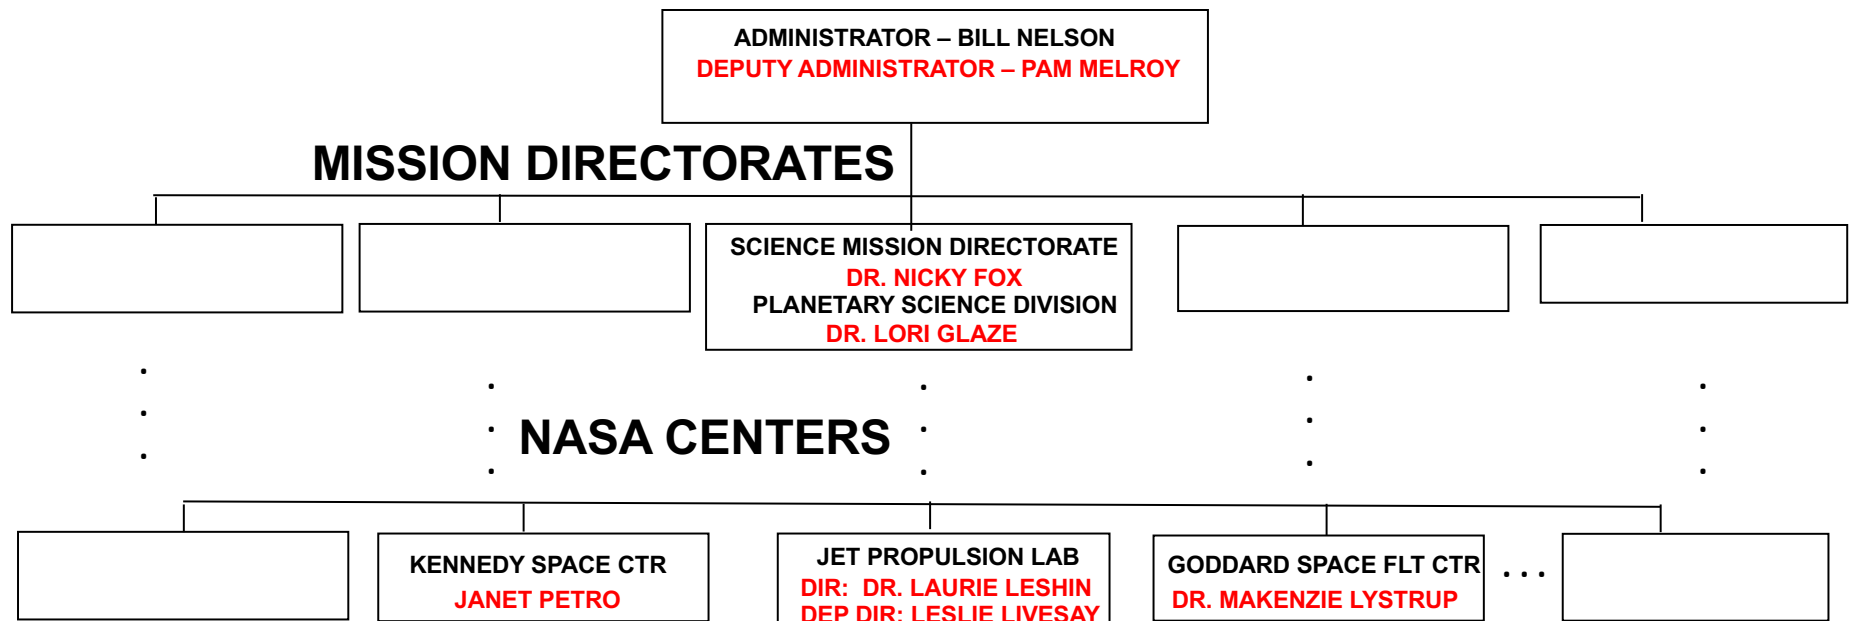 ADMINISTRATOR – BILL NELSON
DEPUTY ADMINISTRATOR – PAM MELROY
MISSION DIRECTORATES
SCIENCE MISSION DIRECTORATE
DR. NICKY FOX
PLANETARY SCIENCE DIVISION
DR. LORI GLAZE
NASA CENTERS
KENNEDY SPACE CTR
JANET PETRO
JET PROPULSION LAB
DIR: DR. LAURIE LESHIN
DEP DIR: LESLIE LIVESAY
GODDARD SPACE FLT CTR
DR. MAKENZIE LYSTRUP
. . .